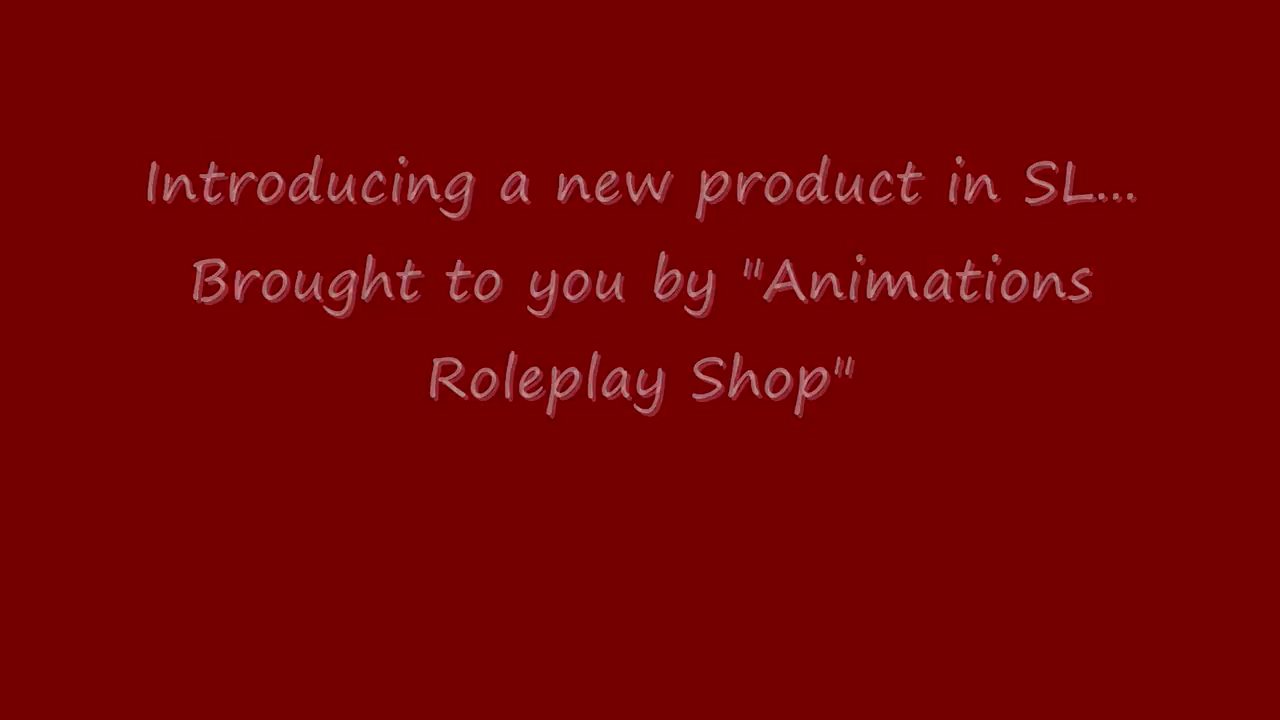 Introducing a new product in SL...
Brought to you by "Animations
Roleplay Shop"